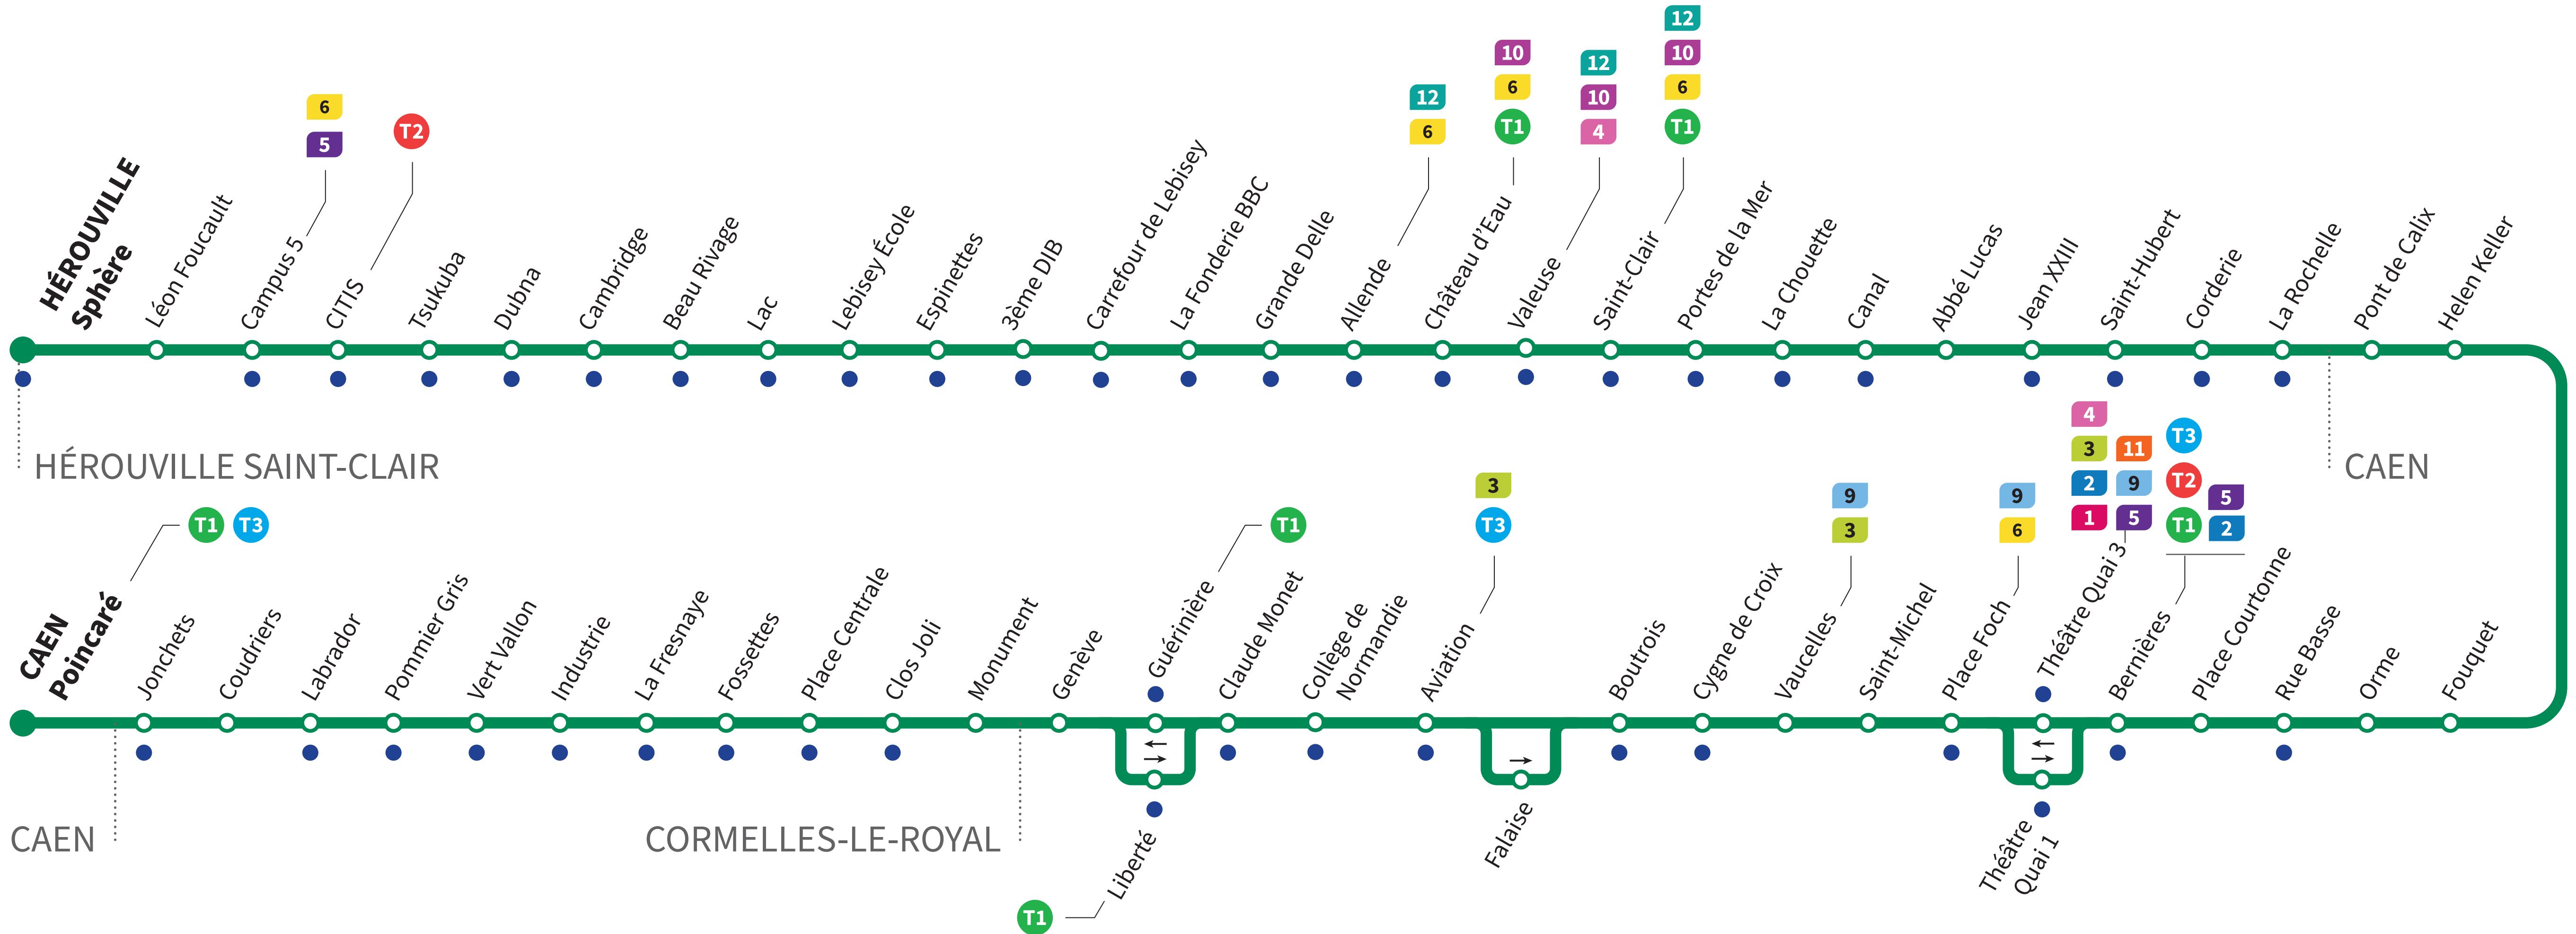 HÉROUVILLE
Sphère
Léon Foucault
6
5
Campus 5
T2
CITIS
Tsukuba
Dubna
Cambridge
Beau Rivage
Lac
Lebisey École
Espinettes
3ème DIB
Carrefour de Lebisey
La Fonderie BBC
Grande Delle
12
6
Allende
10
6
T1
Château d'Eau
12
10
4
Valeuse
12
10
6
T1
Saint-Clair
Portes de la Mer
La Chouette
Canal
Abbé Lucas
Jean XXIII
Saint-Hubert
Corderie
La Rochelle
Pont de Calix
Helen Keller
HÉROUVILLE SAINT-CLAIR
CAEN
T1 T3
CAEN
Poincaré
Jonchets
Coudriers
Labrador
Pommier Gris
Vert Vallon
Industrie
La Fresnaye
Fossettes
Place Centrale
Clos Joli
Monument
Genève
T1
Guérinière
Claude Monet
Collège de
Normandie
3
T3
Aviation
Boutrois
Cygne de Croix
9
3
Vaucelles
Saint-Michel
9
6
Place Foch
4
3 11
2 9
1 5
Théâtre Quai 3
T3
T2 5
T1 2
Bernières
Place Courtonne
Rue Basse
Orme
Fouquet
CAEN
CORMELLES-LE-ROYAL
T1
Liberté
Falaise
Théâtre
Quai 1